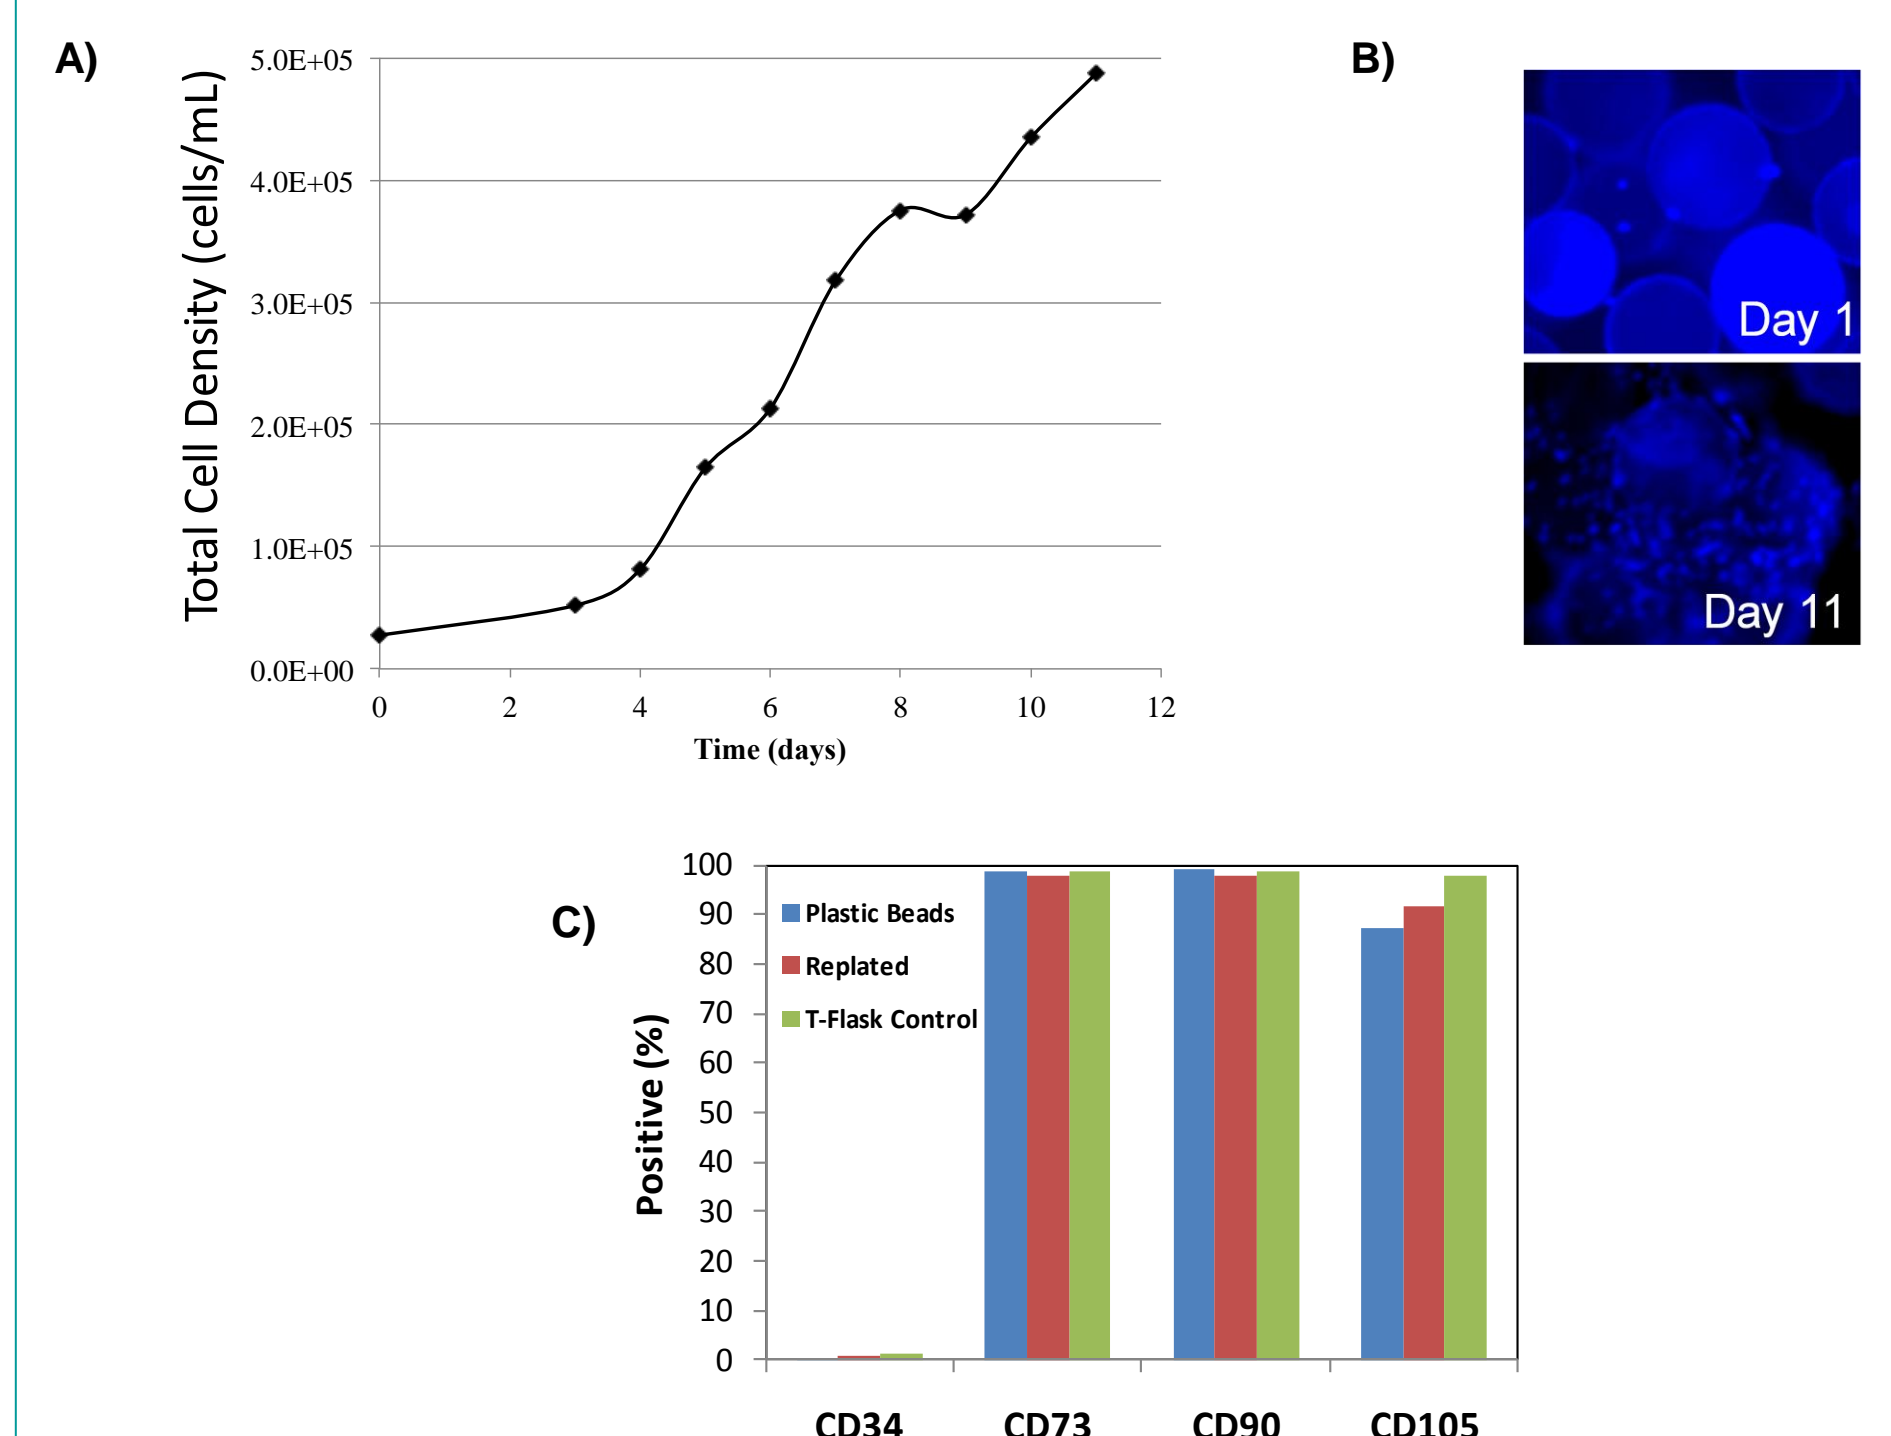 A)
Total Cell Density (cells/mL)
5.0E+05
4.0E+05
3.0E+05
2.0E+05
1.0E+05
0.0E+00
0 2 4 6 8 10 12
Time (days)
B)
Day 1
Day 11
C)
Positive (%)
100
90
80
70
60
50
40
30
20
10
0
Plastic Beads
Replated
T-Flask Control
CD34 CD73 CD90 CD105